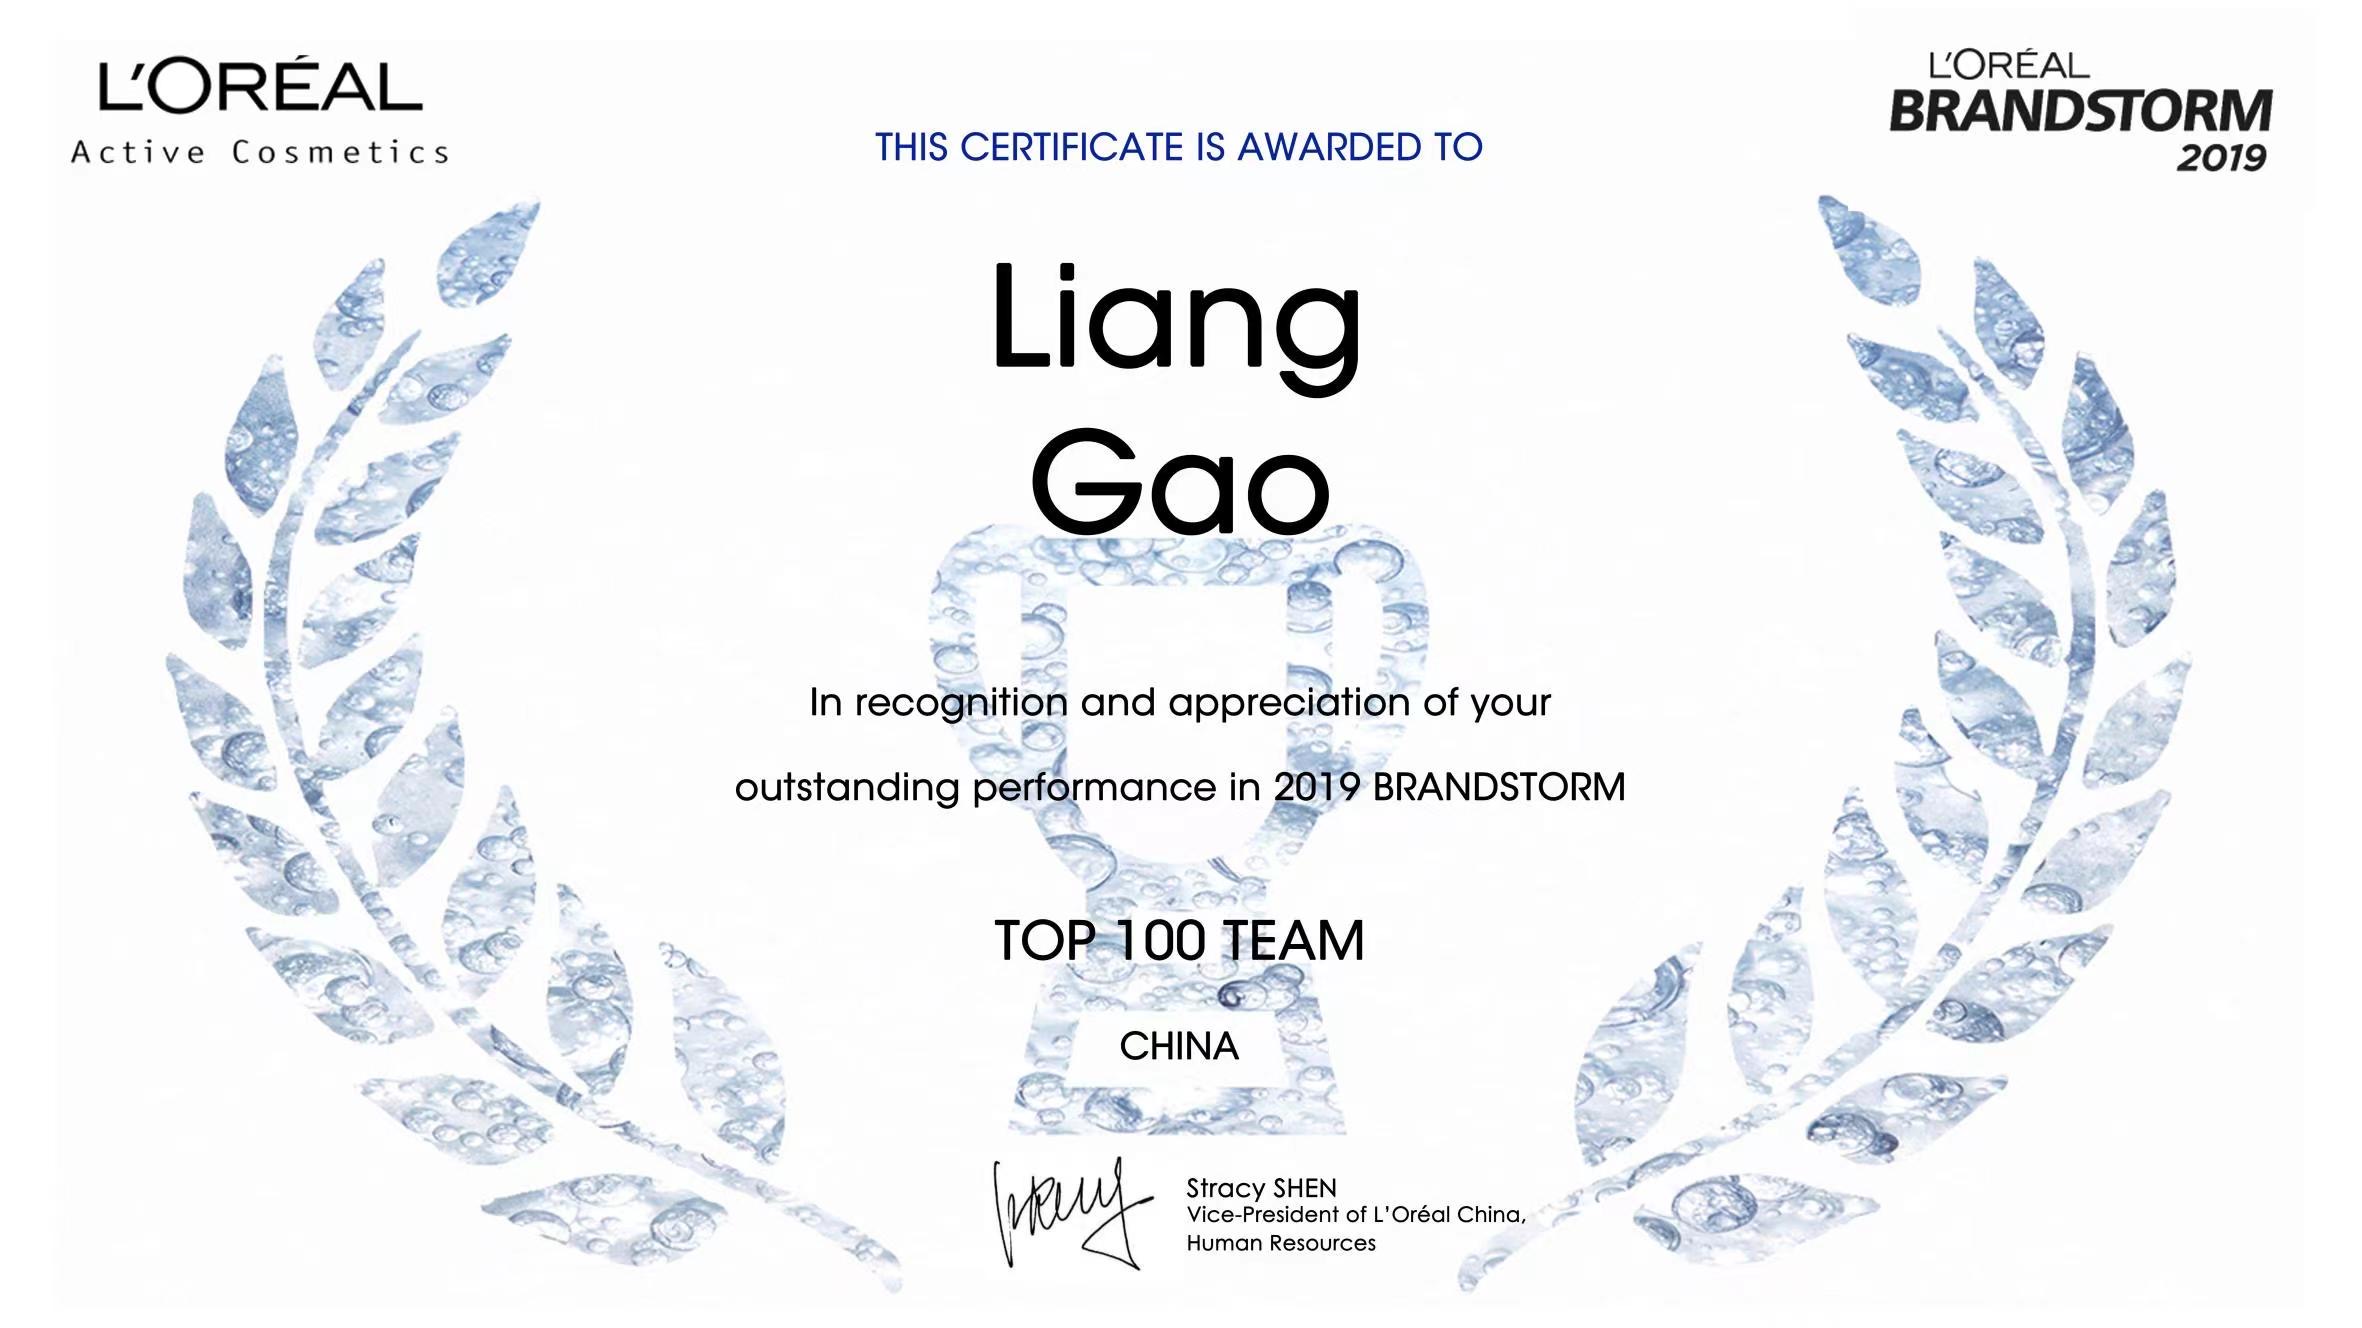 L'ORÉAL
Active Cosmetics
L'ORÉAL
BRANDSTORM
2019
THIS CERTIFICATE IS AWARDED TO
Liang
Gao
In recognition and appreciation of your
outstanding performance in 2019 BRANDSTORM
TOP 100 TEAM
CHINA
Stracy SHEN
Vice-President of L'Oréal China,
Human Resources